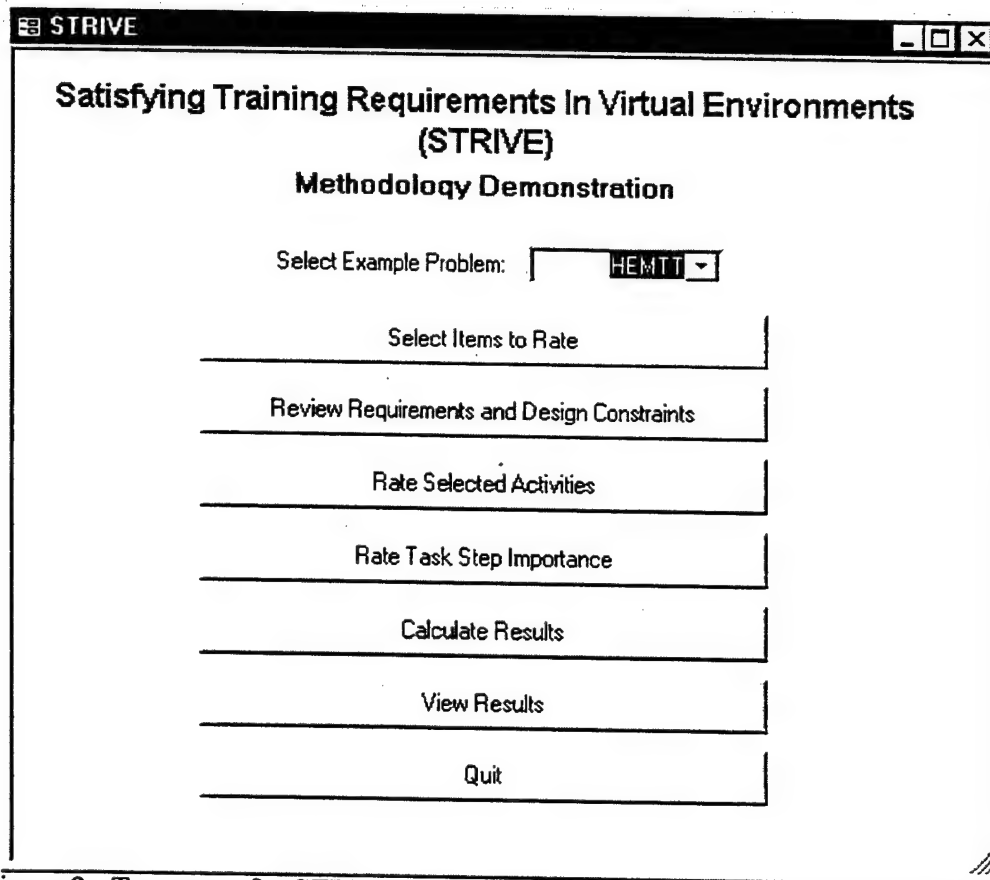 STRIVE
Satisfying Training Requirements In Virtual Environments
(STRIVE)
Methodology Demonstration
Select Example Problem: HEMTT
Select Items to Rate
Review Requirements and Design Constraints
Rate Selected Activities
Rate Task Step Importance
Calculate Results
View Results
Quit